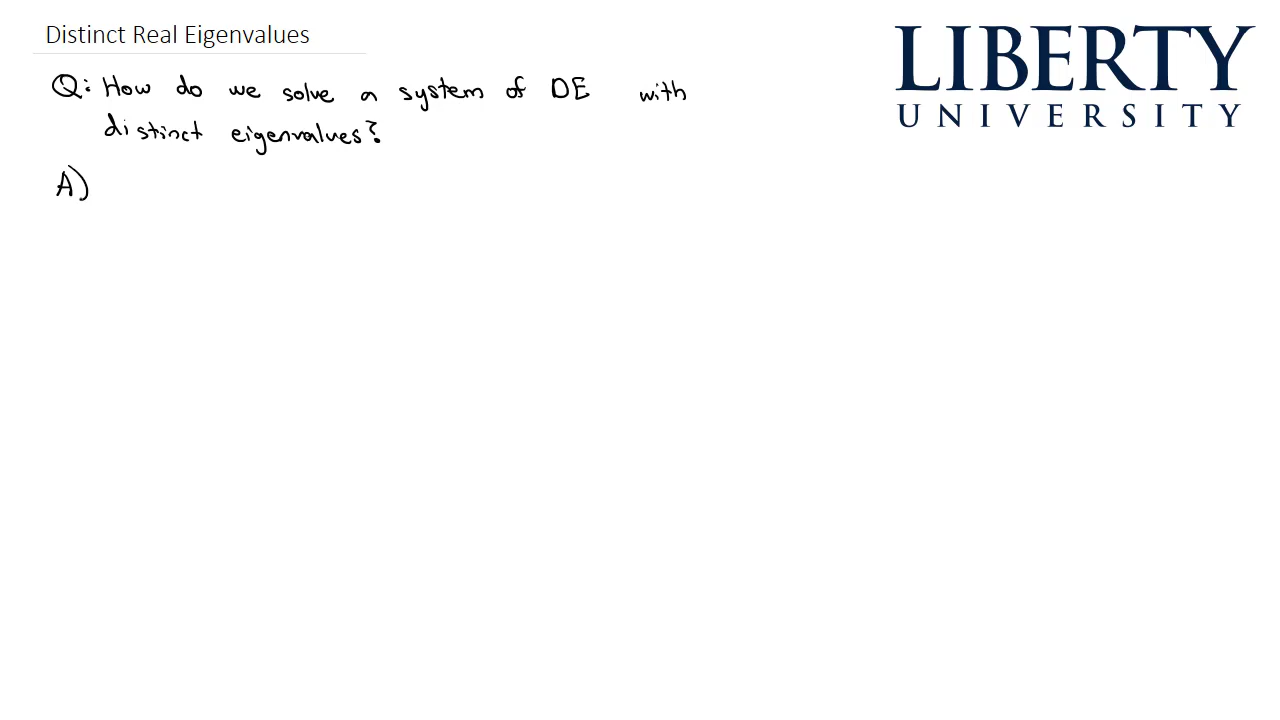 Distinct Real Eigenvalues
LIBERTY
UNIVERSITY
Q: How do we solve a system of DE with
distinct eigenvalues?
A)